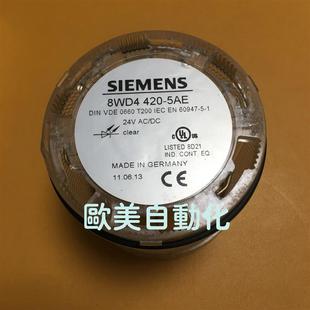 SIEMENS
8WD4 420-5AE
DIN VDE 0660 T200 IEC EN 60947-5-1
24V AC/DC
clear
UL
LISTED 8D21
IND. CONT. EQ.
MADE IN GERMANY
11.06.13
CE
歐美自動化